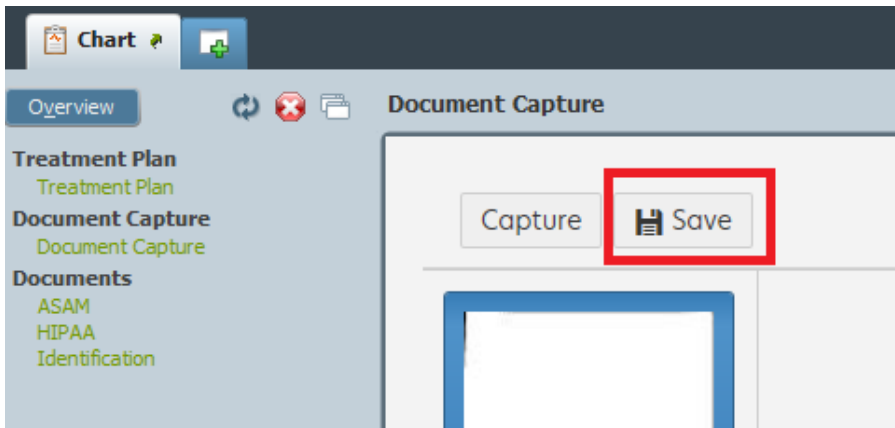 Chart
Overview
Document Capture
Treatment Plan
Treatment Plan
Document Capture
Document Capture
Documents
ASAM
HIPAA
Identification
Capture
Save